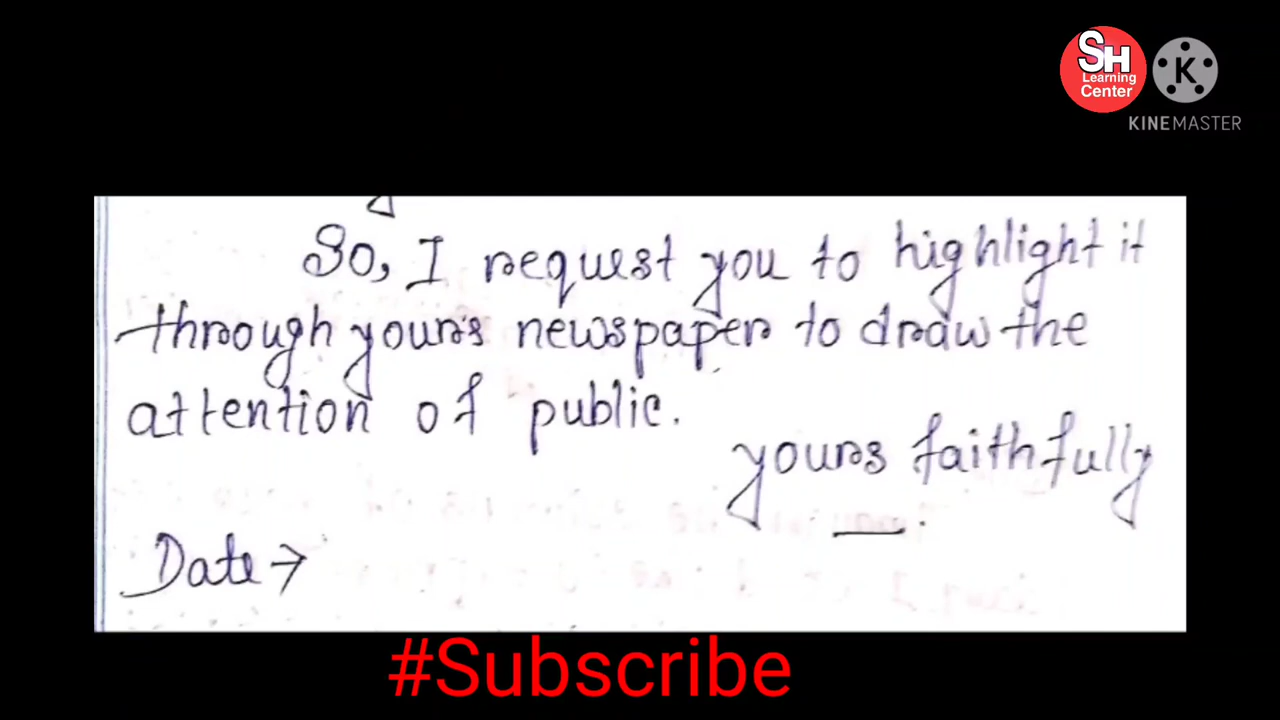 SH
Learning
Center
K
KINEMASTER
So, I request you to highlight it
through yours newspaper to draw the
attention of public.
yours faithfully
Date →
#Subscribe